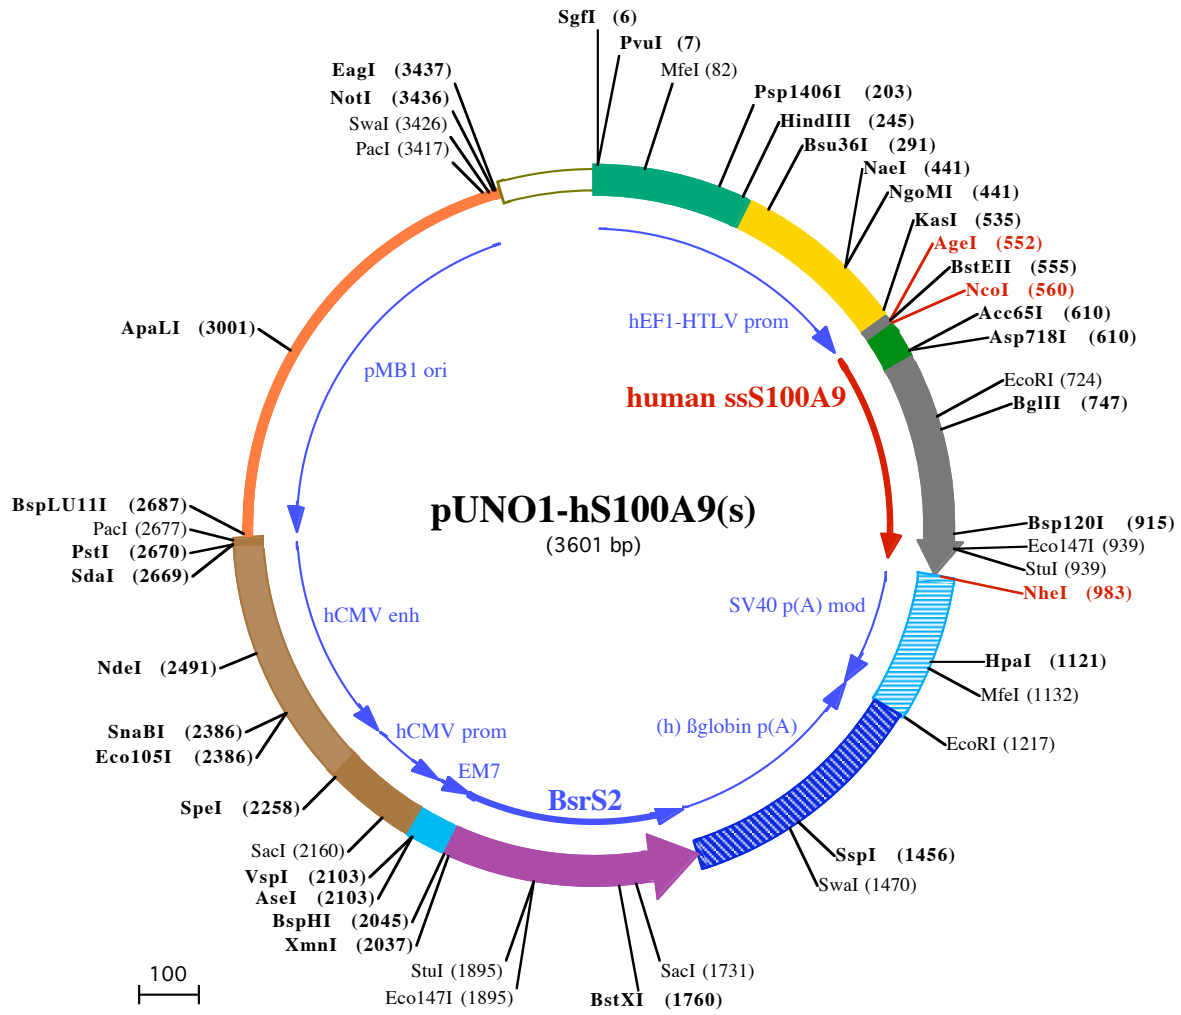 SgfI (6)
PvuI (7)
MfeI (82)
Psp1406I (203)
HindIII (245)
Bsu36I (291)
NaeI (441)
NgoMI (441)
KasI (535)
AgeI (552)
BstEII (555)
NcoI (560)
Acc65I (610)
Asp718I (610)
EcoRI (724)
BglII (747)
Bsp120I (915)
Eco147I (939)
StuI (939)
NheI (983)
HpaI (1121)
MfeI (1132)
EcoRI (1217)
SspI (1456)
SwaI (1470)
SacI (1731)
BstXI (1760)
StuI (1895)
Eco147I (1895)
XmnI (2037)
BspHI (2045)
AseI (2103)
VspI (2103)
SacI (2160)
SpeI (2258)
Eco105I (2386)
SnaBI (2386)
NdeI (2491)
SdaI (2669)
PstI (2670)
PacI (2677)
BspLU11I (2687)
ApaLI (3001)
PacI (3417)
SwaI (3426)
NotI (3436)
EagI (3437)
hEF1-HTLV prom
human ssS100A9
SV40 p(A) mod
(h) ßglobin p(A)
BsrS2
EM7
hCMV prom
hCMV enh
pMB1 ori
pUNO1-hS100A9(s)
(3601 bp)
100